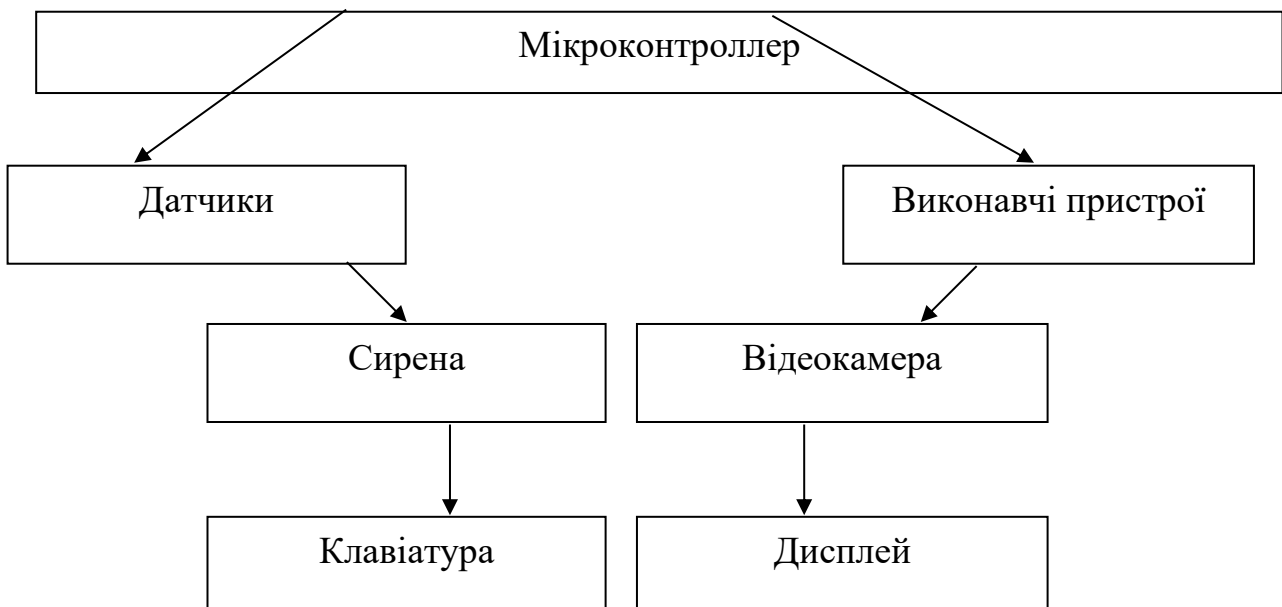 Мікроконтроллер
Датчики
Виконавчі пристрої
Сирена
Відеокамера
Клавіатура
Дисплей